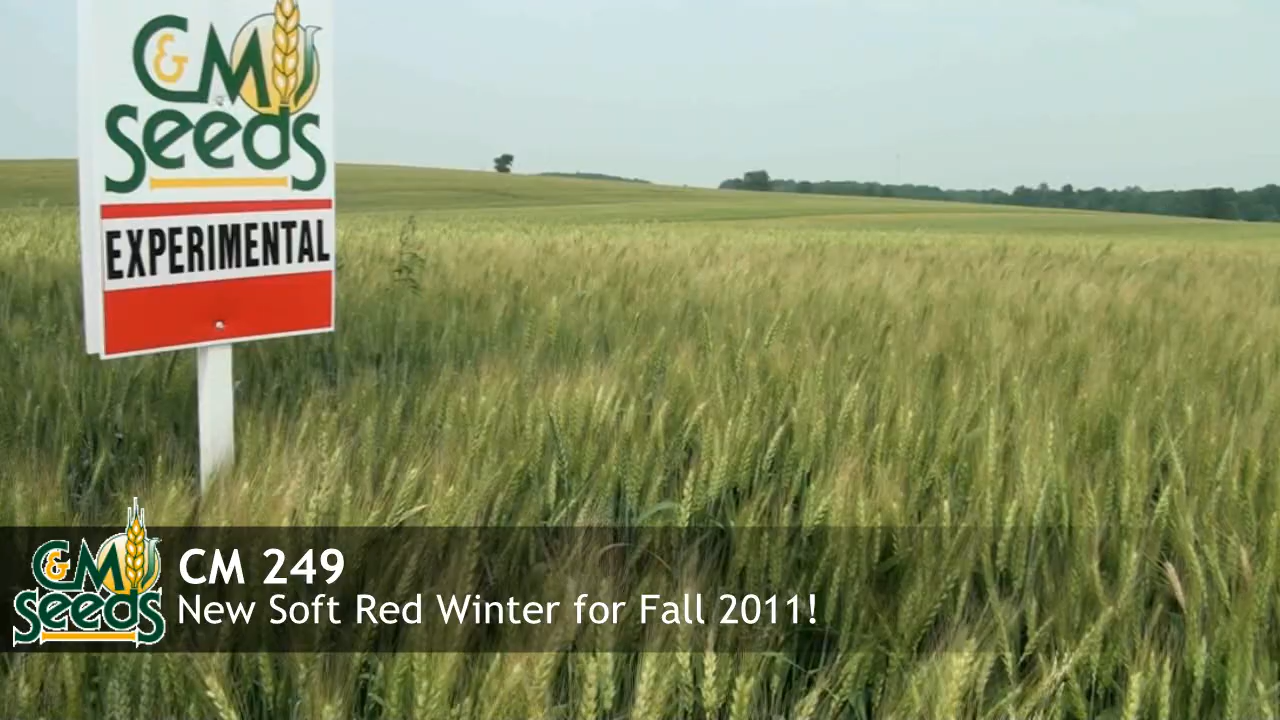 C&M
Seeds
EXPERIMENTAL
C&M
Seeds
CM 249
New Soft Red Winter for Fall 2011!